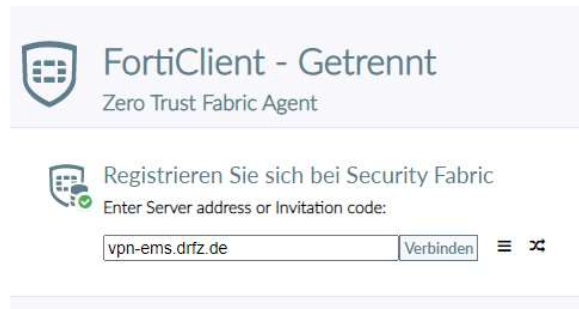 FortiClient - Getrennt
Zero Trust Fabric Agent
Registrieren Sie sich bei Security Fabric
Enter Server address or Invitation code:
vpn-ems.drfz.de Verbinden